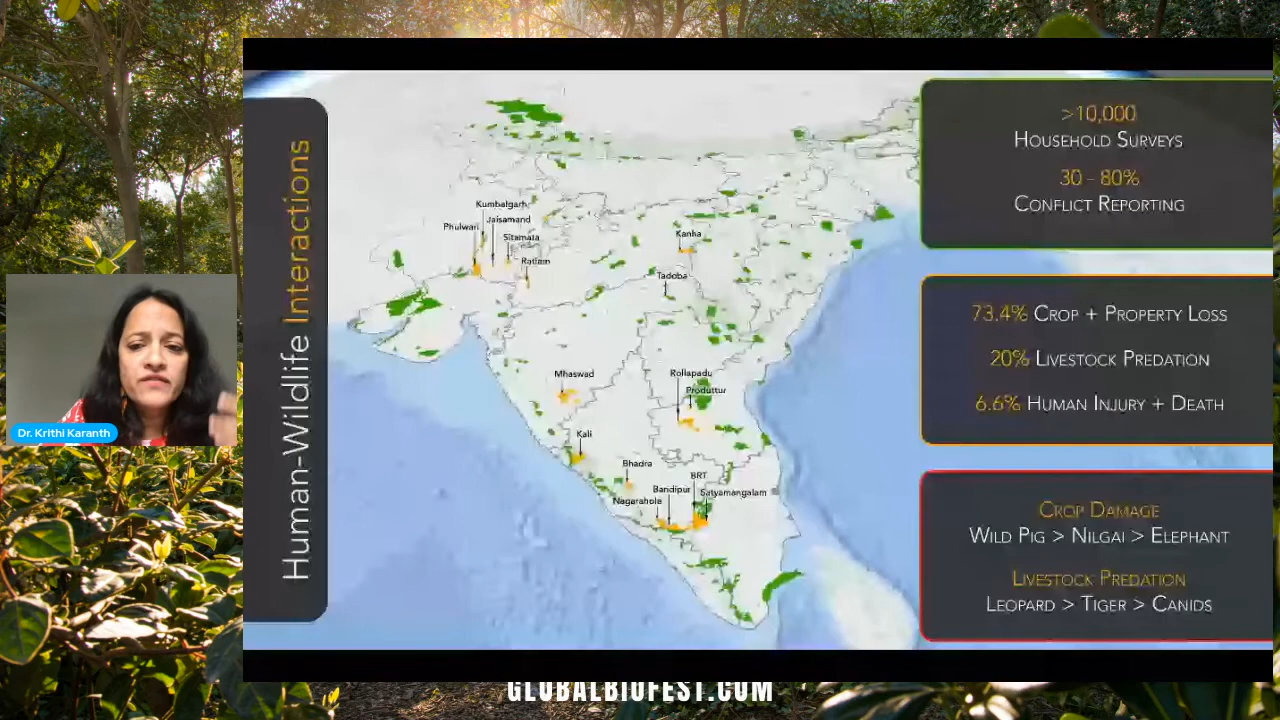 Human-Wildlife Interactions
Kumbalgarh
Jaisamand
Phulwari
Sitamata
Ratlam
Kanha
Tadoba
Mhaswad
Rollapadu
Produttur
Kali
Bhadra
BRT
Bandipur
Satyamangalam
Nagarahole
>10,000
Household Surveys
30 - 80%
Conflict Reporting
73.4% Crop + Property Loss
20% Livestock Predation
6.6% Human Injury + Death
Crop Damage
Wild Pig > Nilgai > Elephant
Livestock Predation
Leopard > Tiger > Canids
Dr. Krithi Karanth
GLOBALBIOFEST.COM